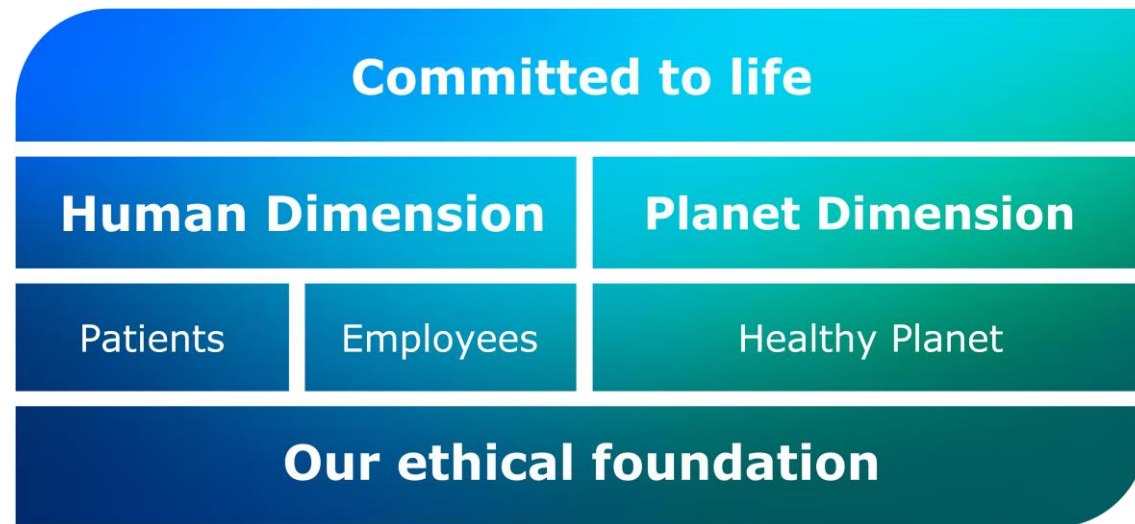 Committed to life
Human Dimension
Planet Dimension
Patients
Employees
Healthy Planet
Our ethical foundation